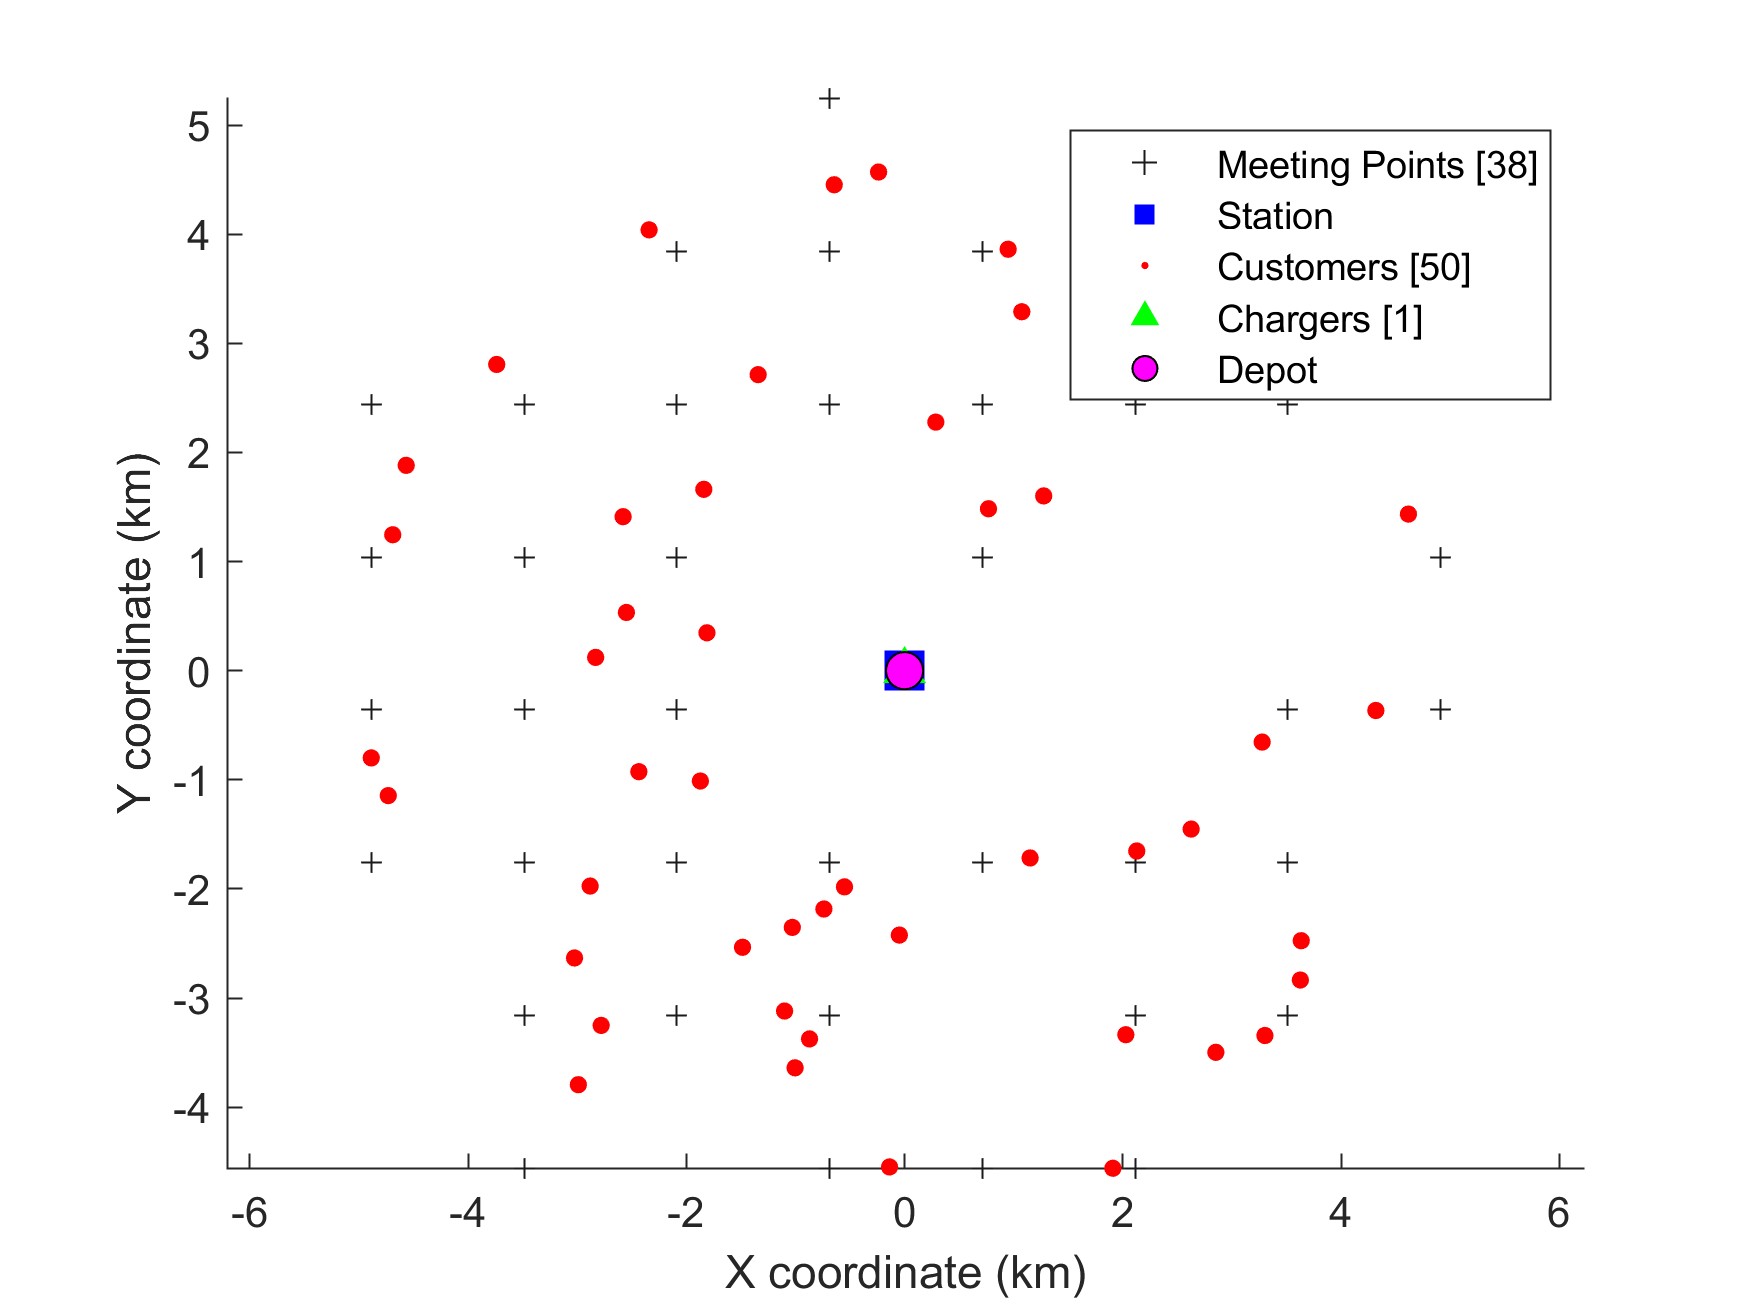 5
4
3
2
1
0
-1
-2
-3
-4
Y coordinate (km)
Meeting Points [38]
Station
Customers [50]
Chargers [1]
Depot
-6 -4 -2 0 2 4 6
X coordinate (km)